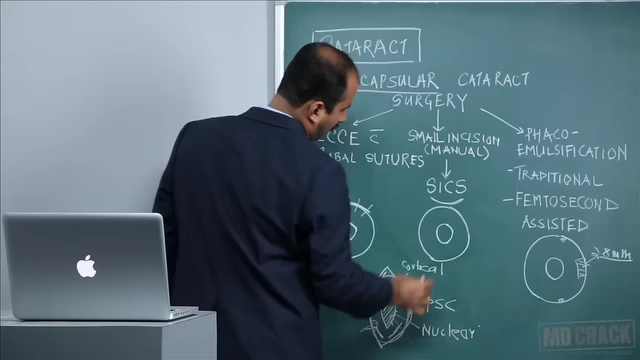 CATARACT
CAPSULAR CATARACT
SURGERY
ECCE c̄
SUTURES
SMALL INCISION
(MANUAL)
SICS
PHACO-
EMULSIFICATION
- TRADITIONAL
- FEMTOSECOND
ASSISTED
Cortical
PSC
Nuclear
MD CRACK